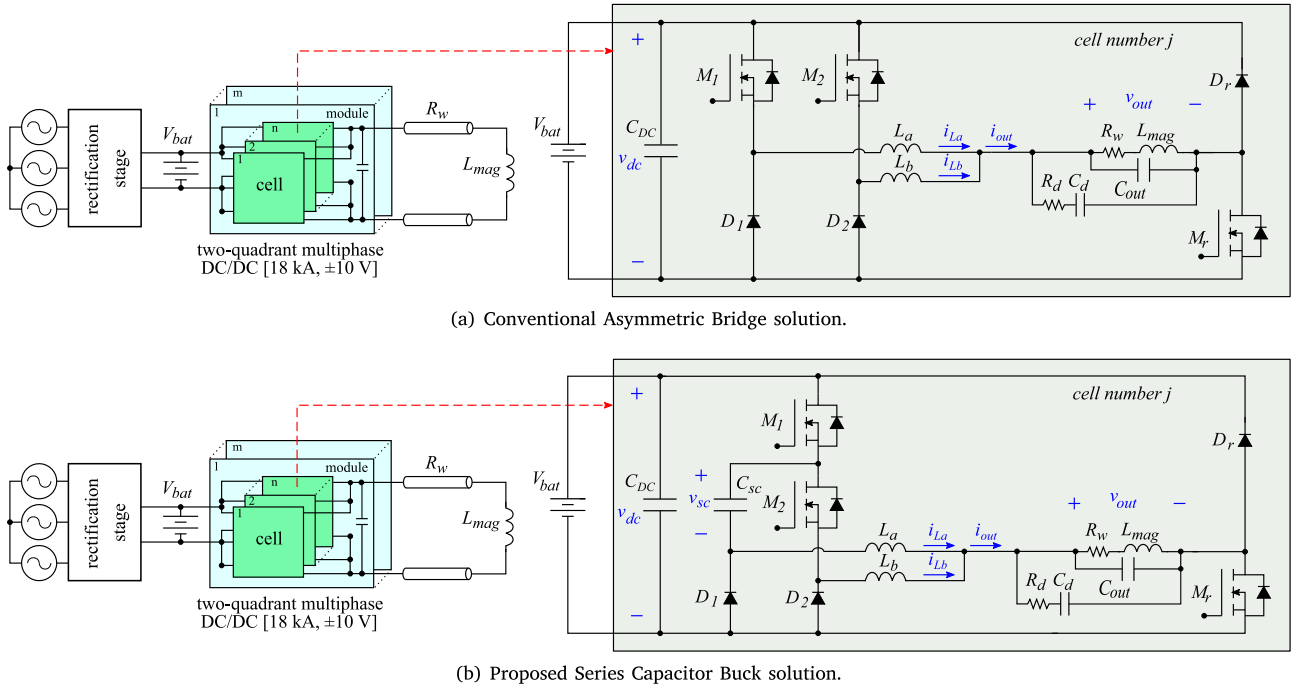 m
1
module
n
2
1
cell
rectification
stage
V_bat
R_w
L_mag
two-quadrant multiphase
DC/DC [18 kA, ±10 V]
V_bat
+
C_DC
v_dc
−
M_1
M_2
cell number j
D_r
+ v_out −
L_a
i_La
i_out
R_w
L_mag
L_b
i_Lb
C_out
R_d
C_d
D_1
D_2
M_r
(a) Conventional Asymmetric Bridge solution.
m
1
module
n
2
1
cell
rectification
stage
V_bat
R_w
L_mag
two-quadrant multiphase
DC/DC [18 kA, ±10 V]
V_bat
+
C_DC
v_dc
−
cell number j
M_1
D_r
+
C_sc
v_sc
M_2
−
+ v_out −
L_a
i_La
i_out
R_w
L_mag
L_b
i_Lb
C_out
R_d
C_d
D_1
D_2
M_r
(b) Proposed Series Capacitor Buck solution.